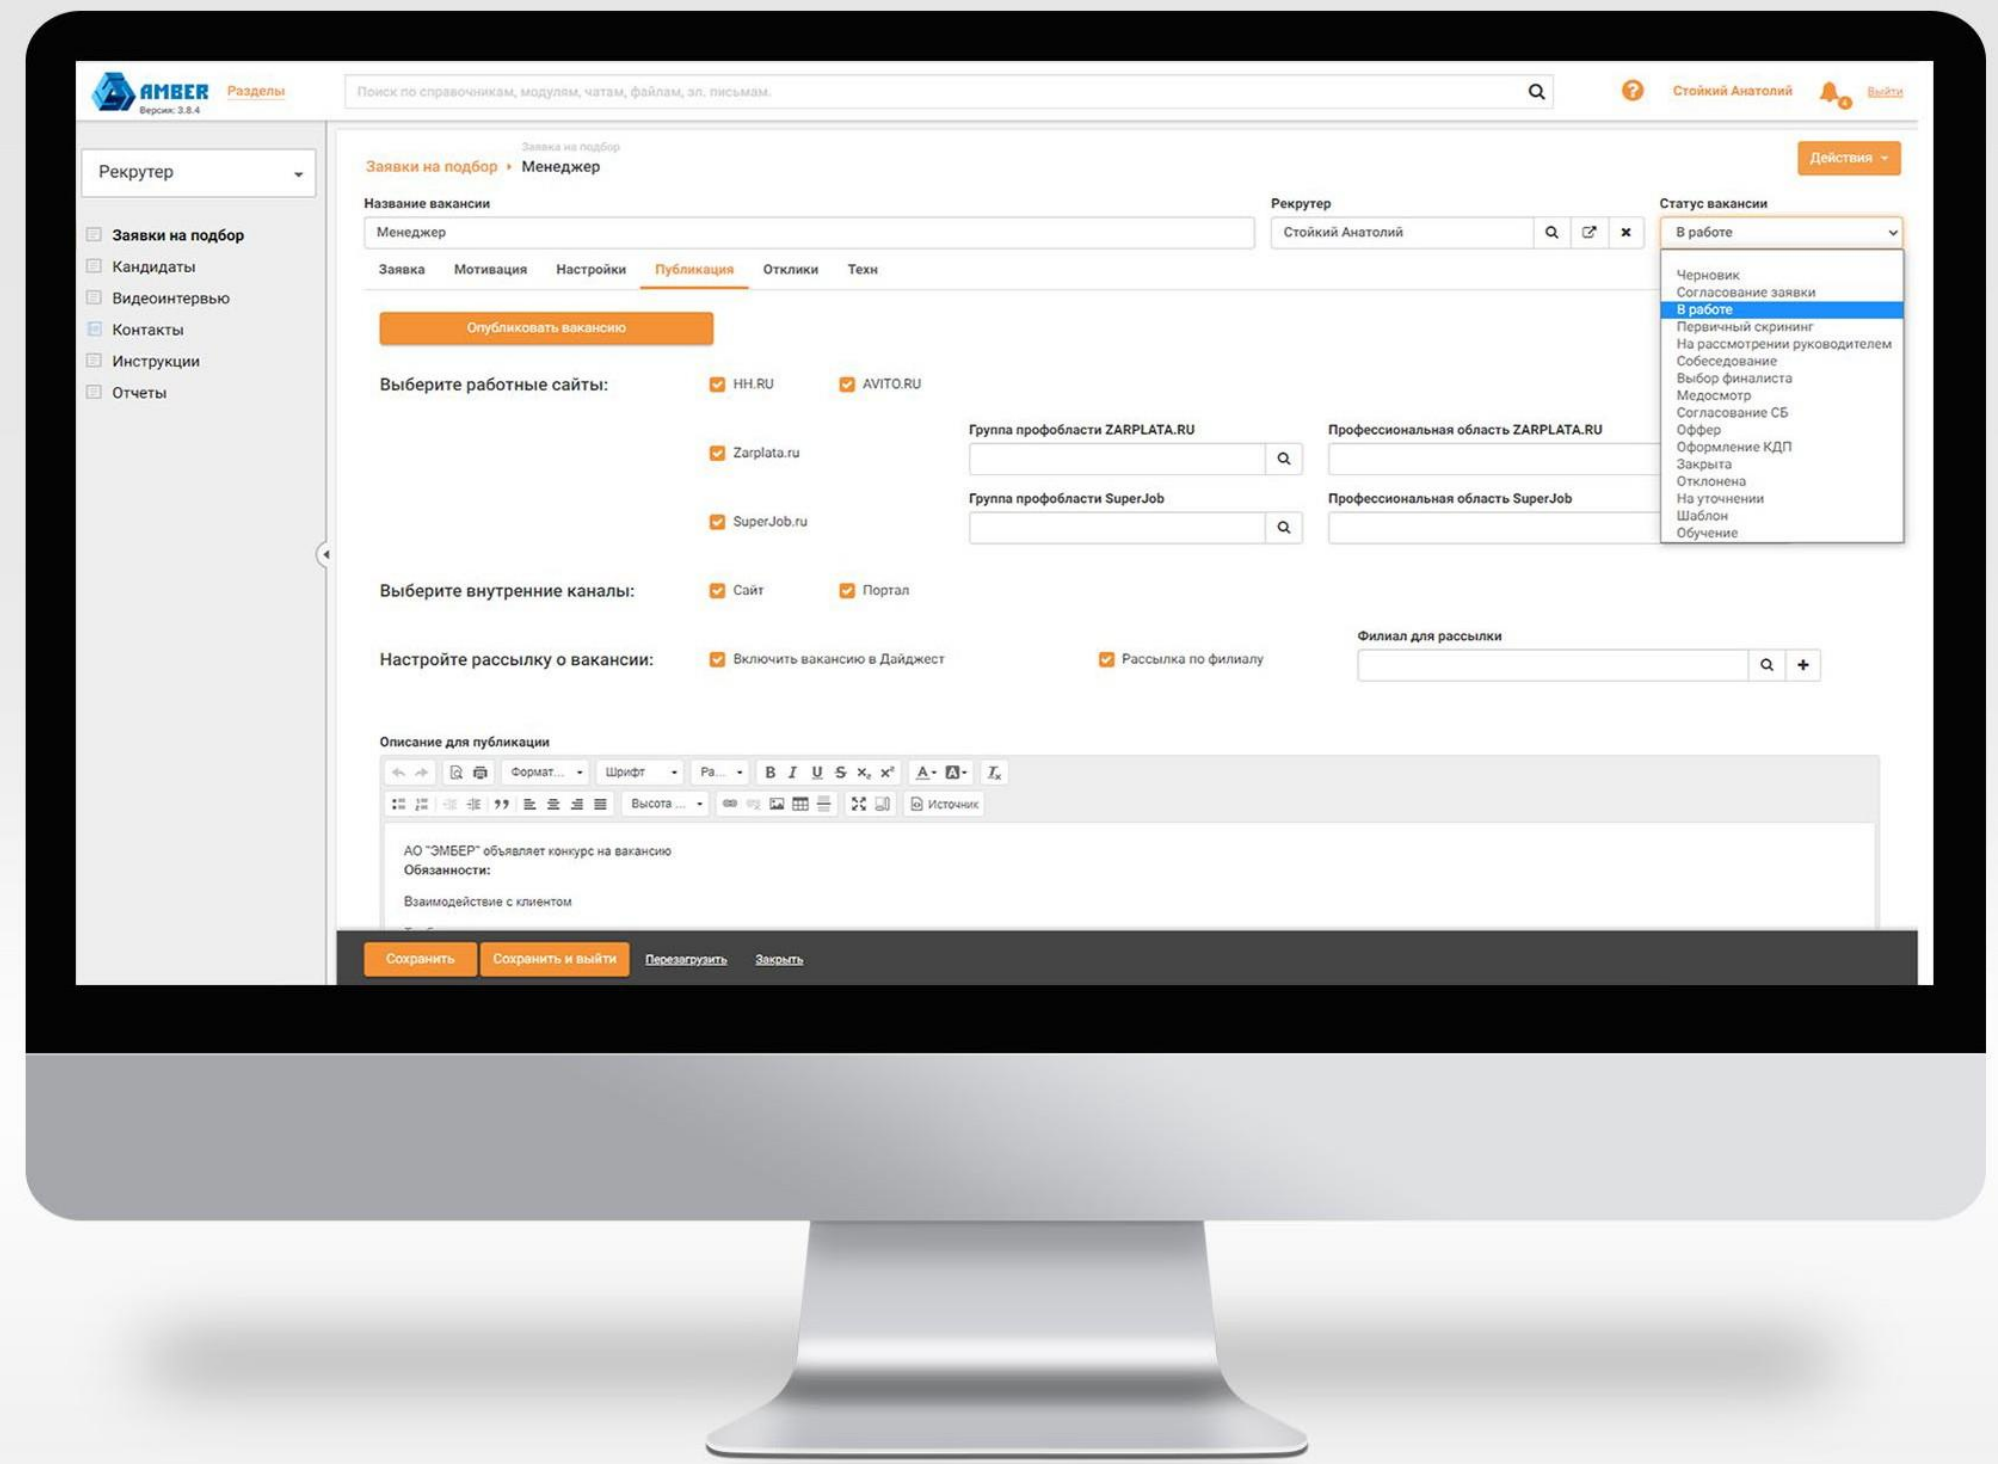 AMBER
Версия: 3.8.4
Разделы
Поиск по справочникам, модулям, чатам, файлам, эл. письмам.
Стойкий Анатолий
Выйти
Рекрутер
Заявки на подбор
Кандидаты
Видеоинтервью
Контакты
Инструкции
Отчеты
Заявка на подбор
Заявки на подбор
Менеджер
Действия
Название вакансии
Менеджер
Рекрутер
Стойкий Анатолий
Статус вакансии
В работе
Черновик
Согласование заявки
В работе
Первичный скрининг
На рассмотрении руководителем
Собеседование
Выбор финалиста
Медосмотр
Согласование СБ
Оффер
Оформление КДП
Закрыта
Отклонена
На уточнении
Шаблон
Обучение
Заявка Мотивация Настройки Публикация Отклики Техн
Опубликовать вакансию
Выберите работные сайты:
HH.RU
AVITO.RU
Zarplata.ru
Группа профобласти ZARPLATA.RU
Профессиональная область ZARPLATA.RU
SuperJob.ru
Группа профобласти SuperJob
Профессиональная область SuperJob
Выберите внутренние каналы:
Сайт
Портал
Настройте рассылку о вакансии:
Включить вакансию в Дайджест
Рассылка по филиалу
Филиал для рассылки
Описание для публикации
Формат... Шрифт Ра...
Высота ... Источник
АО "ЭМБЕР" объявляет конкурс на вакансию
Обязанности:
Взаимодействие с клиентом
Сохранить Сохранить и выйти Перезагрузить Закрыть